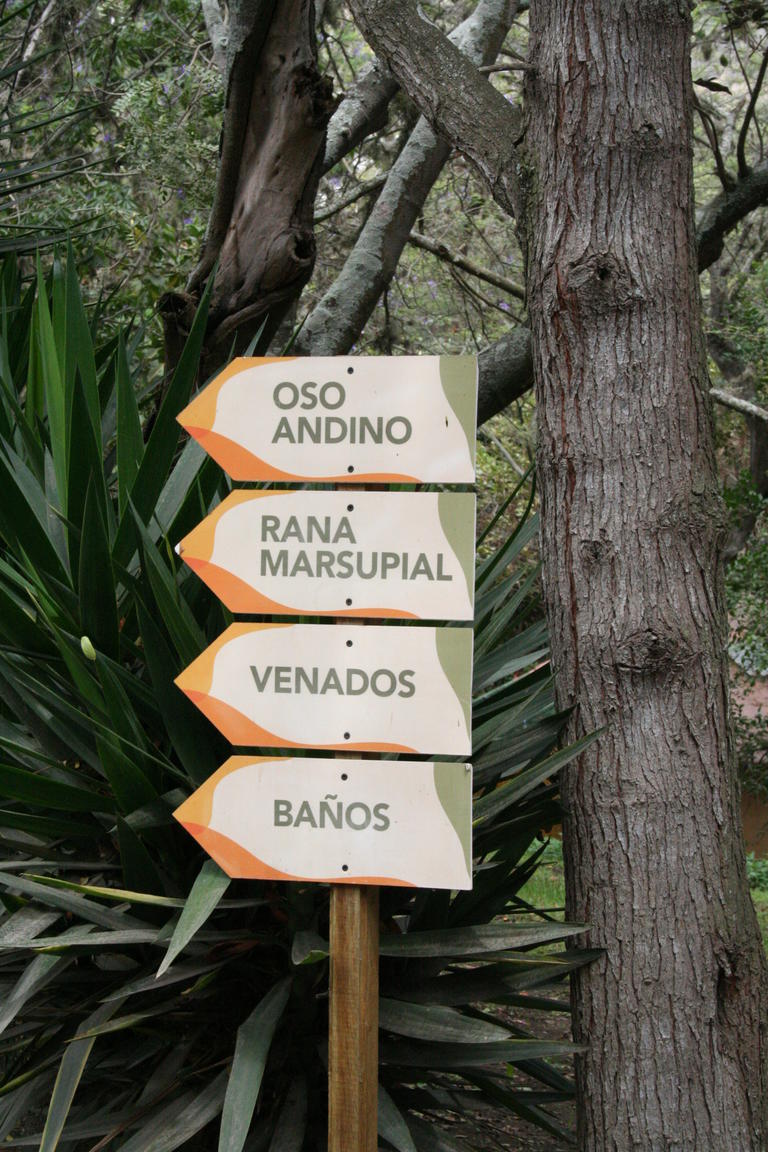 OSO
ANDINO
RANA
MARSUPIAL
VENADOS
BAÑOS